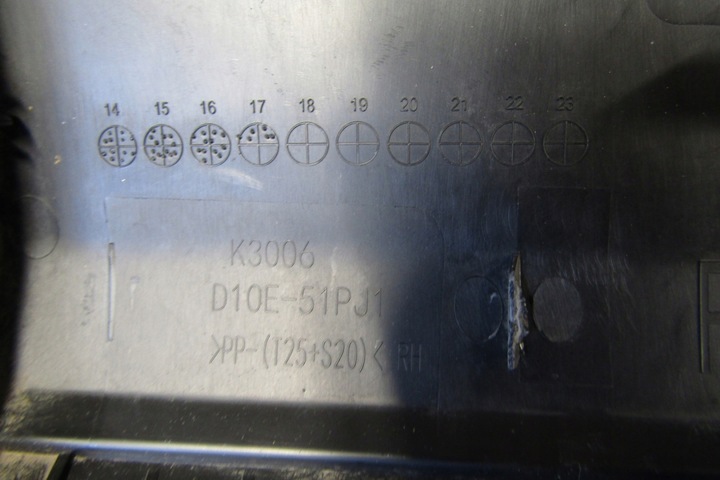 14 15 16 17 18 19 20 21 22 23
K3006
D10E-51PJ1
>PP-(T25+S20)< RH